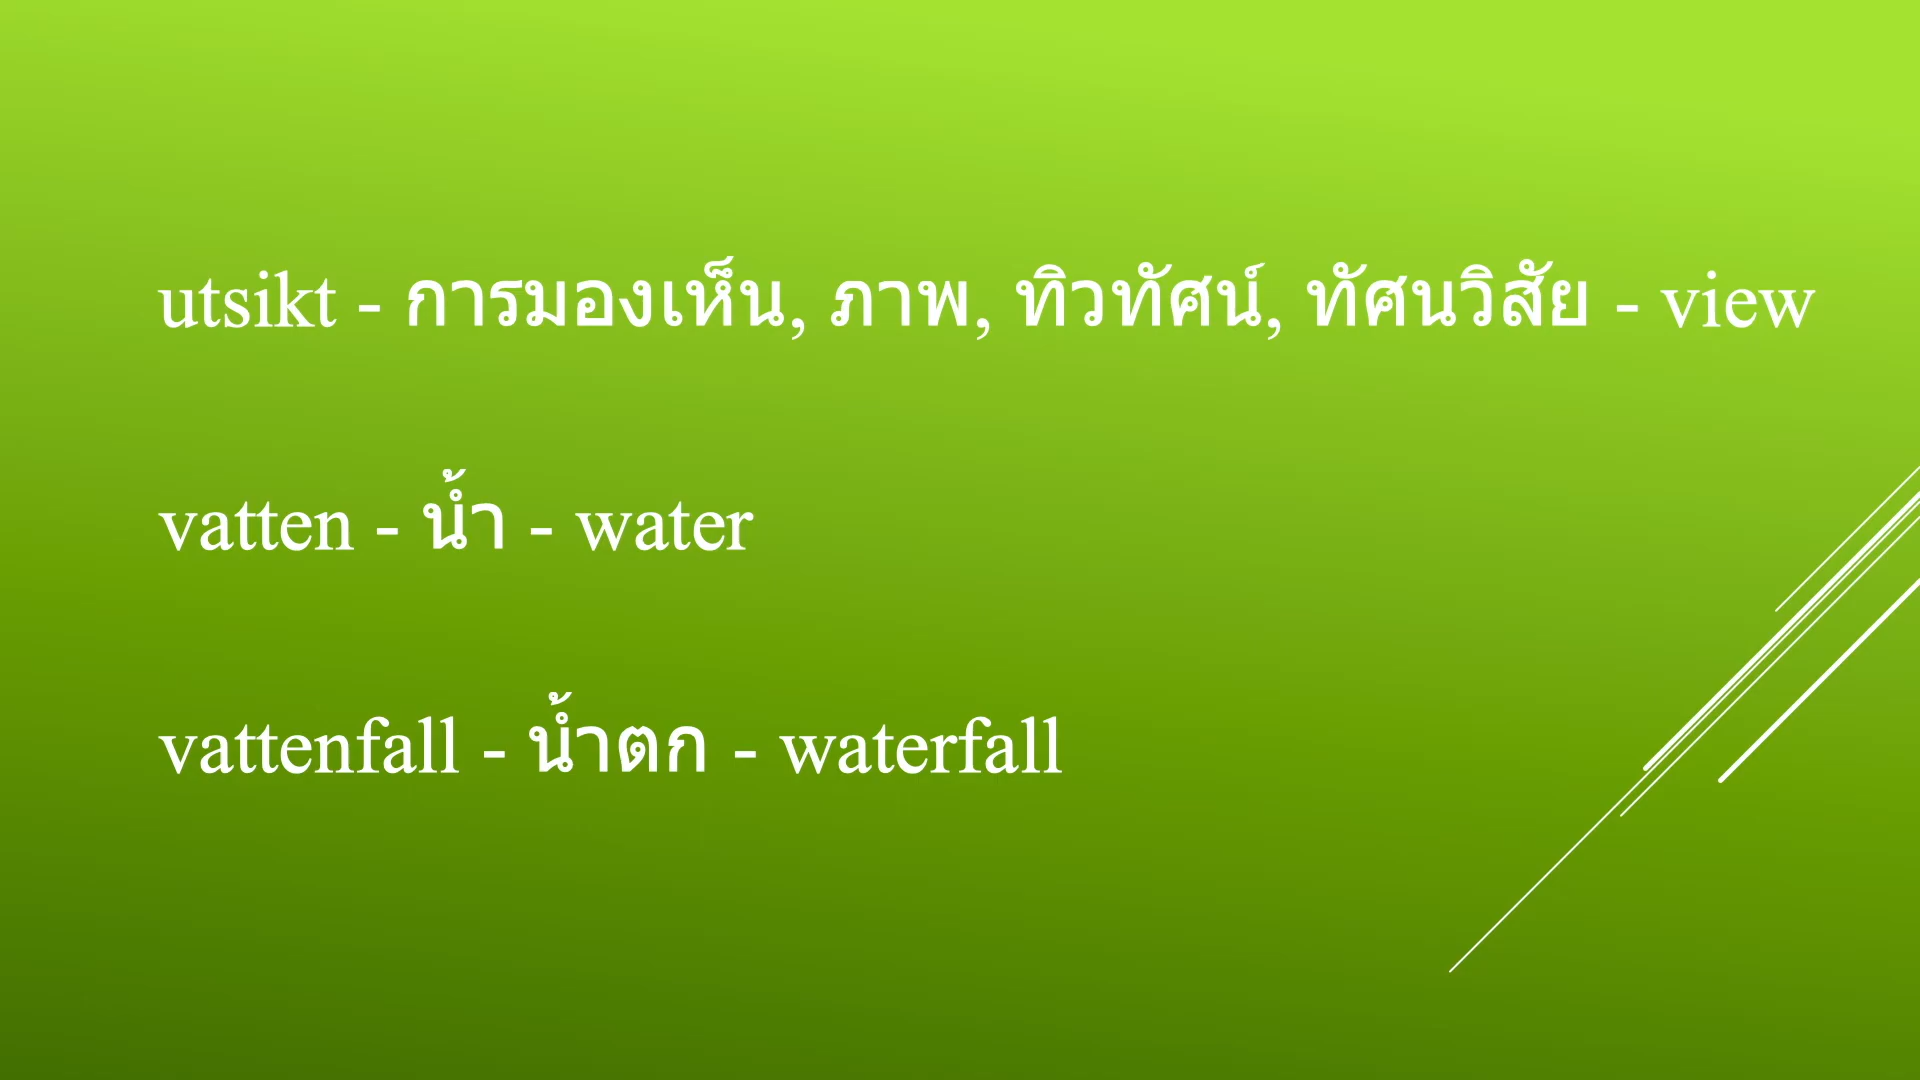 utsikt - การมองเห็น, ภาพ, ทิวทัศน์, ทัศนวิสัย - view
vatten - น้ำ - water
vattenfall - น้ำตก - waterfall